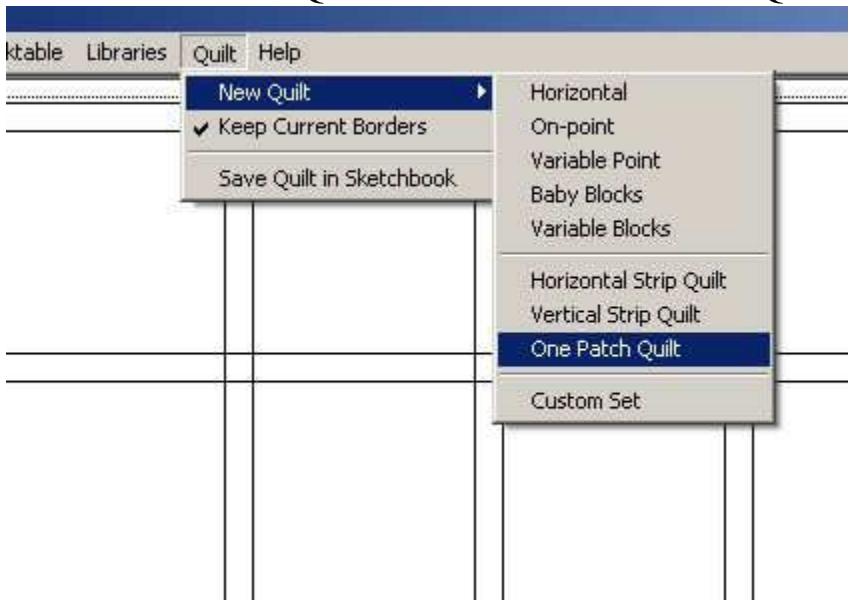 ktable Libraries Quilt Help
New Quilt
Keep Current Borders
Save Quilt in Sketchbook
Horizontal
On-point
Variable Point
Baby Blocks
Variable Blocks
Horizontal Strip Quilt
Vertical Strip Quilt
One Patch Quilt
Custom Set